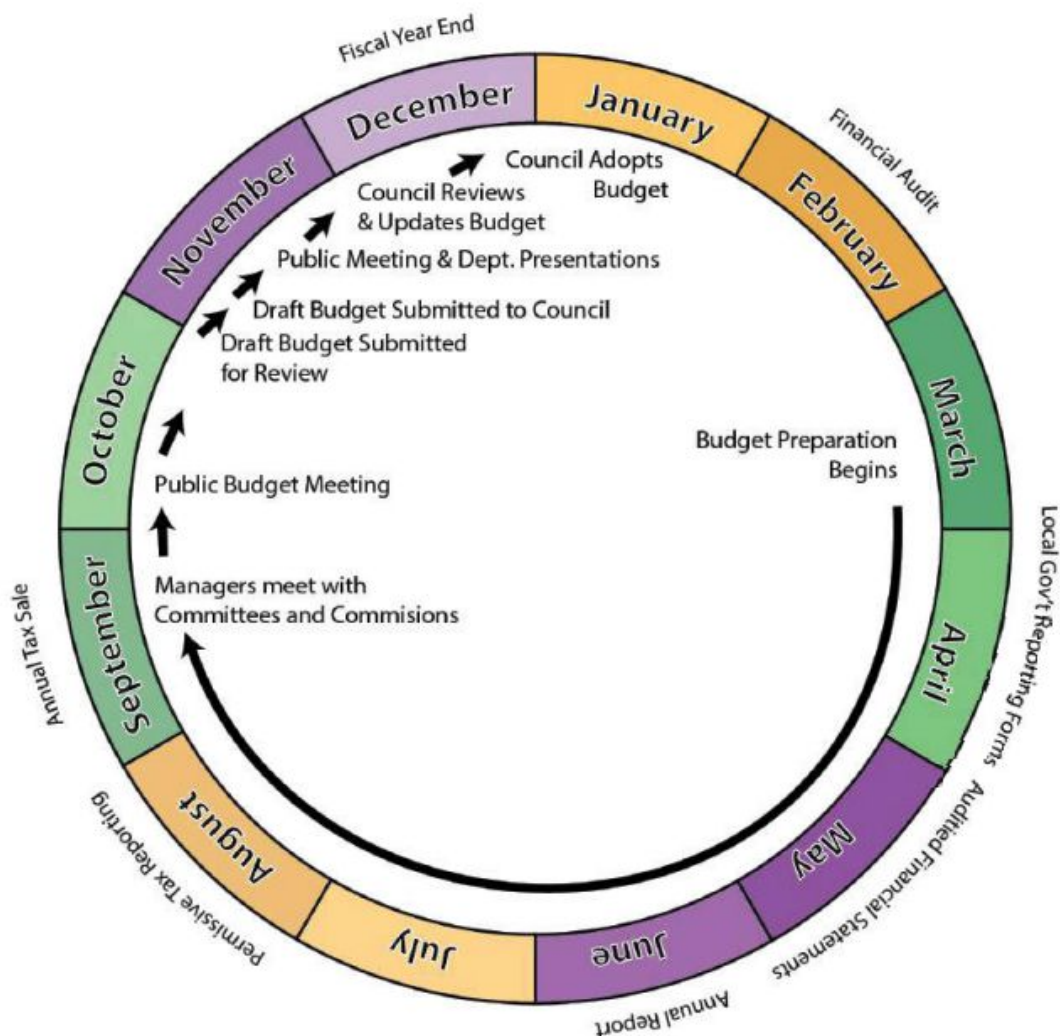 Fiscal Year End
December
January
Financial Audit
February
November
Council Adopts
Budget
Council Reviews
& Updates Budget
Public Meeting & Dept. Presentations
Draft Budget Submitted to Council
Draft Budget Submitted
for Review
October
March
Budget Preparation
Begins
Public Budget Meeting
Managers meet with
Committees and Commisions
Annual Tax Sale
September
April
Local Gov't Reporting Forms
August
Permissive Tax Reporting
May
Auditied Financial Statements
July
June
Annual Report